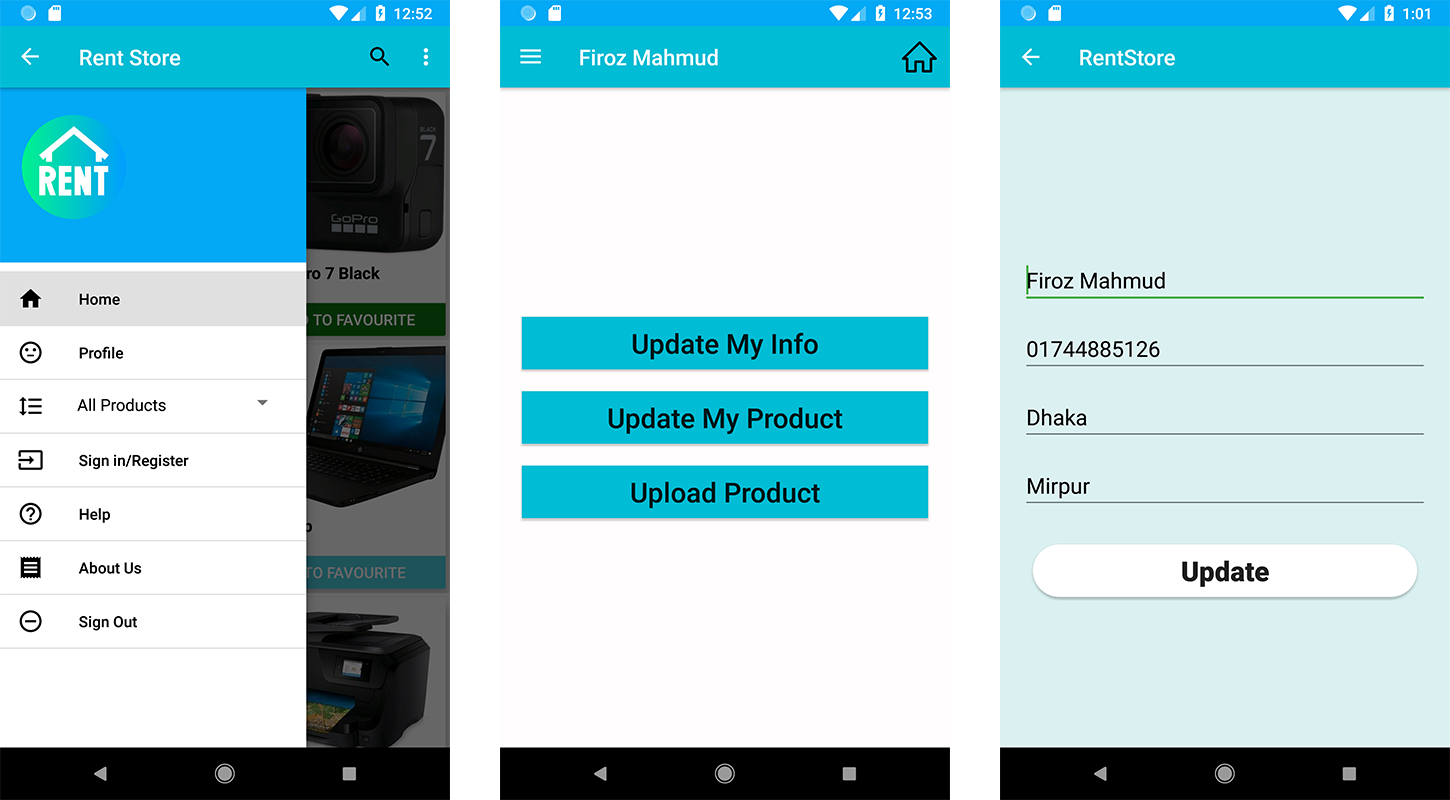 12:52
Rent Store
RENT
BLACK
7
GoPro
Home
ro 7 Black
TO FAVOURITE
Profile
All Products
Sign in/Register
Help
TO FAVOURITE
About Us
Sign Out
12:53
Firoz Mahmud
Update My Info
Update My Product
Upload Product
1:01
RentStore
Firoz Mahmud
01744885126
Dhaka
Mirpur
Update